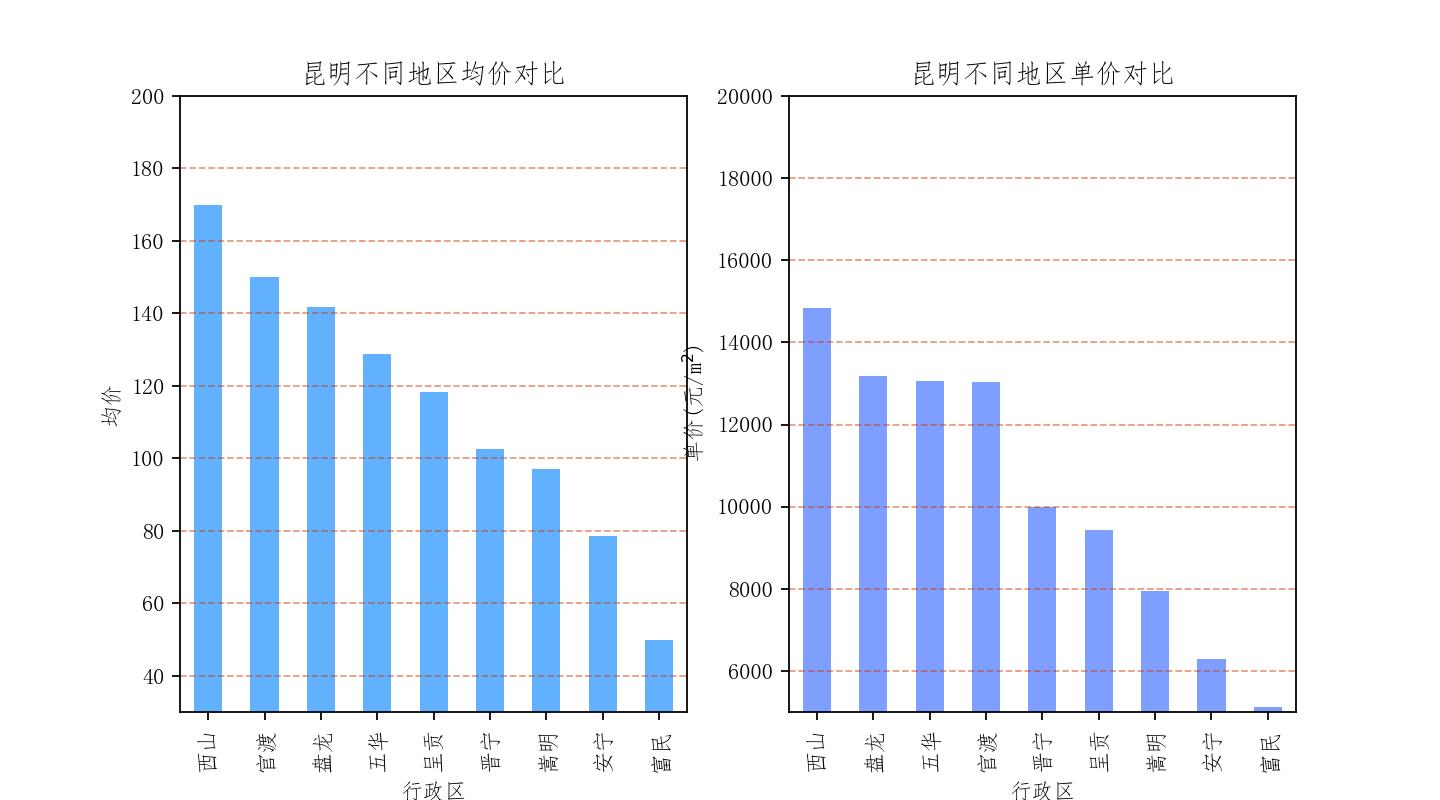 昆明不同地区均价对比
200
180
160
140
120
100
80
60
40
均价
西山
官渡
盘龙
五华
呈贡
晋宁
嵩明
安宁
富民
行政区
昆明不同地区单价对比
20000
18000
16000
14000
12000
10000
8000
6000
单价(元/m²)
西山
盘龙
五华
官渡
晋宁
呈贡
嵩明
安宁
富民
行政区